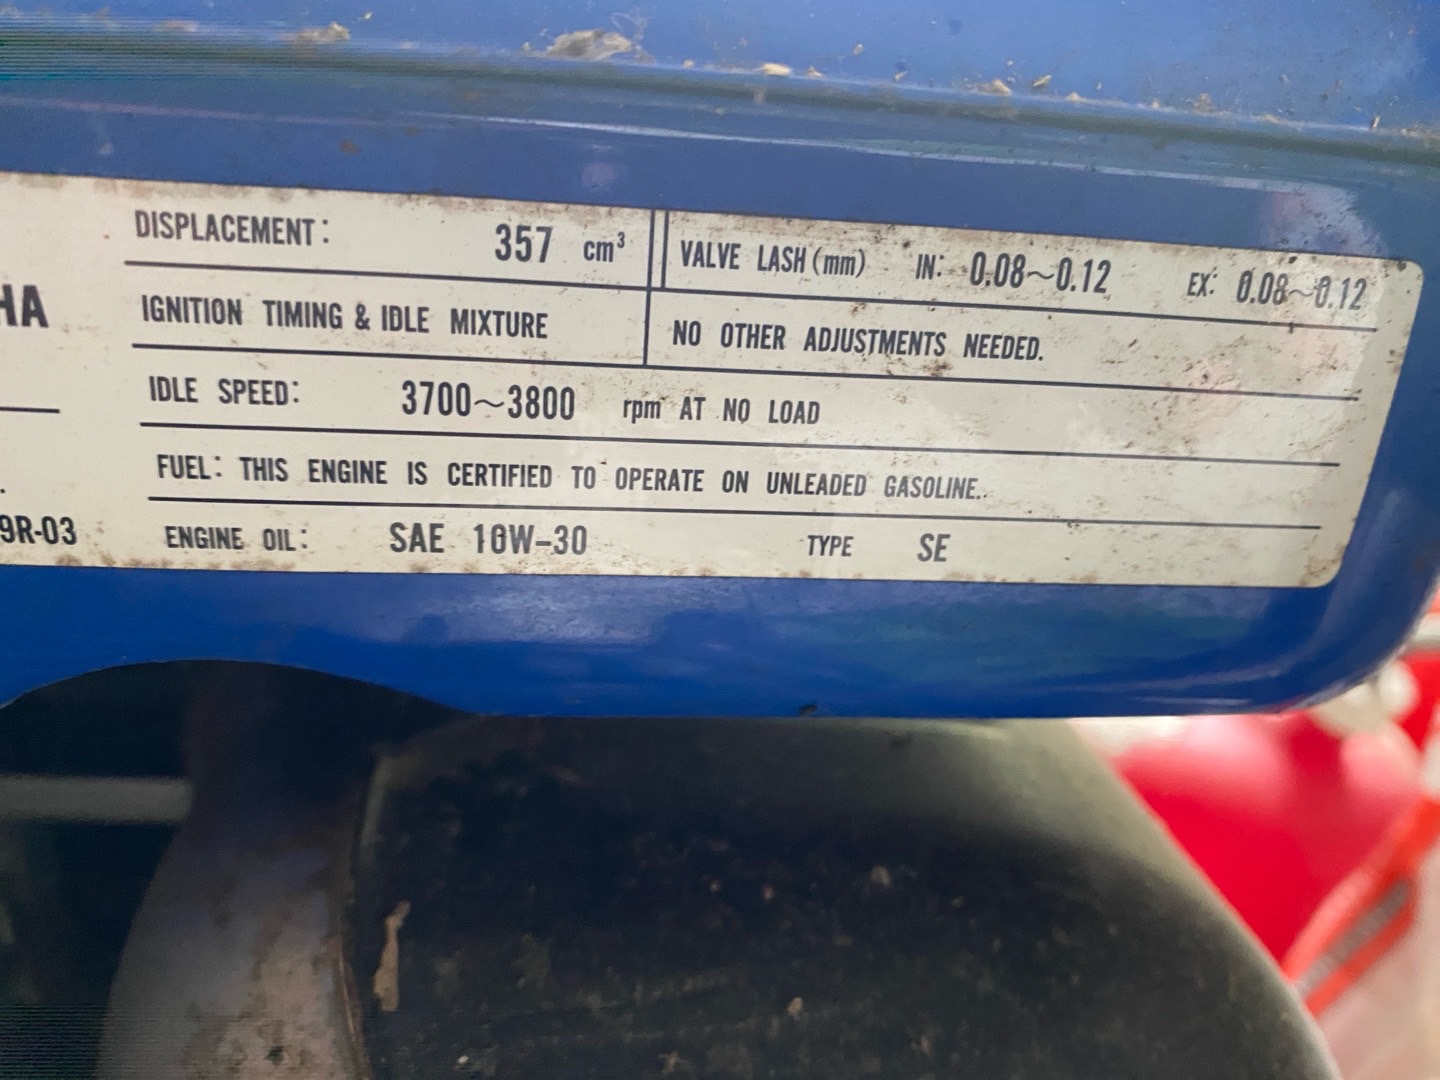 DISPLACEMENT: 357 cm³ VALVE LASH (mm) IN: 0.08~0.12 EX: 0.08~0.12
HA
IGNITION TIMING & IDLE MIXTURE NO OTHER ADJUSTMENTS NEEDED.
IDLE SPEED: 3700~3800 rpm AT NO LOAD
FUEL: THIS ENGINE IS CERTIFIED TO OPERATE ON UNLEADED GASOLINE.
9R-03
ENGINE OIL: SAE 10W-30 TYPE SE